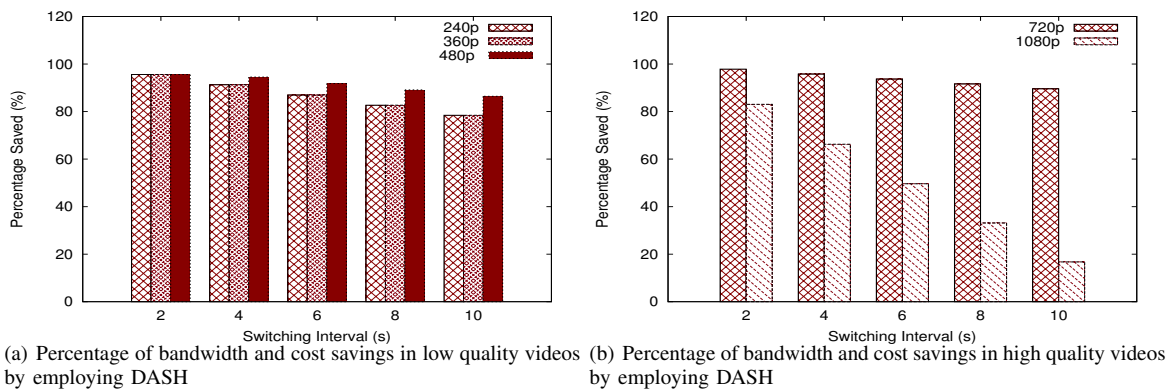 120
100
80
60
40
20
0
Percentage Saved (%)
240p
360p
480p
2 4 6 8 10
Switching Interval (s)
(a) Percentage of bandwidth and cost savings in low quality videos
by employing DASH
120
100
80
60
40
20
0
Percentage Saved (%)
720p
1080p
2 4 6 8 10
Switching Interval (s)
(b) Percentage of bandwidth and cost savings in high quality videos
by employing DASH